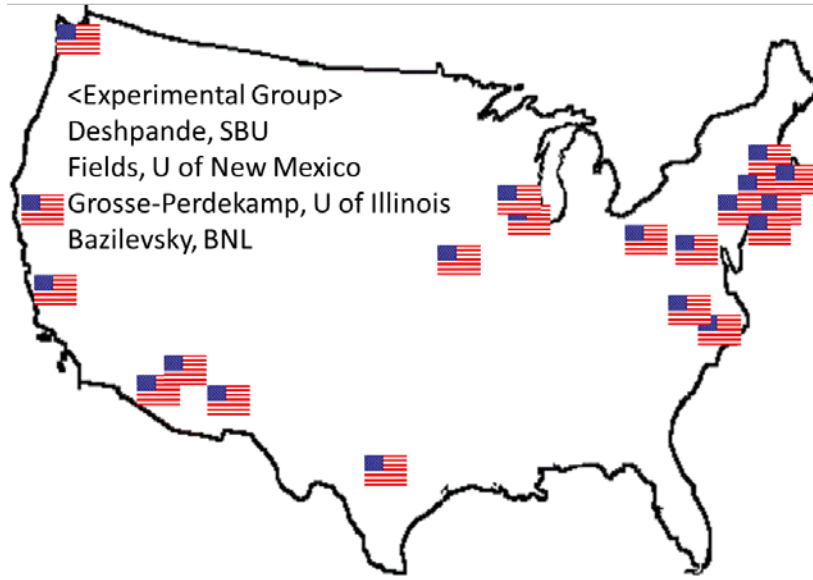 <Experimental Group>
Deshpande, SBU
Fields, U of New Mexico
Grosse-Perdekamp, U of Illinois
Bazilevsky, BNL